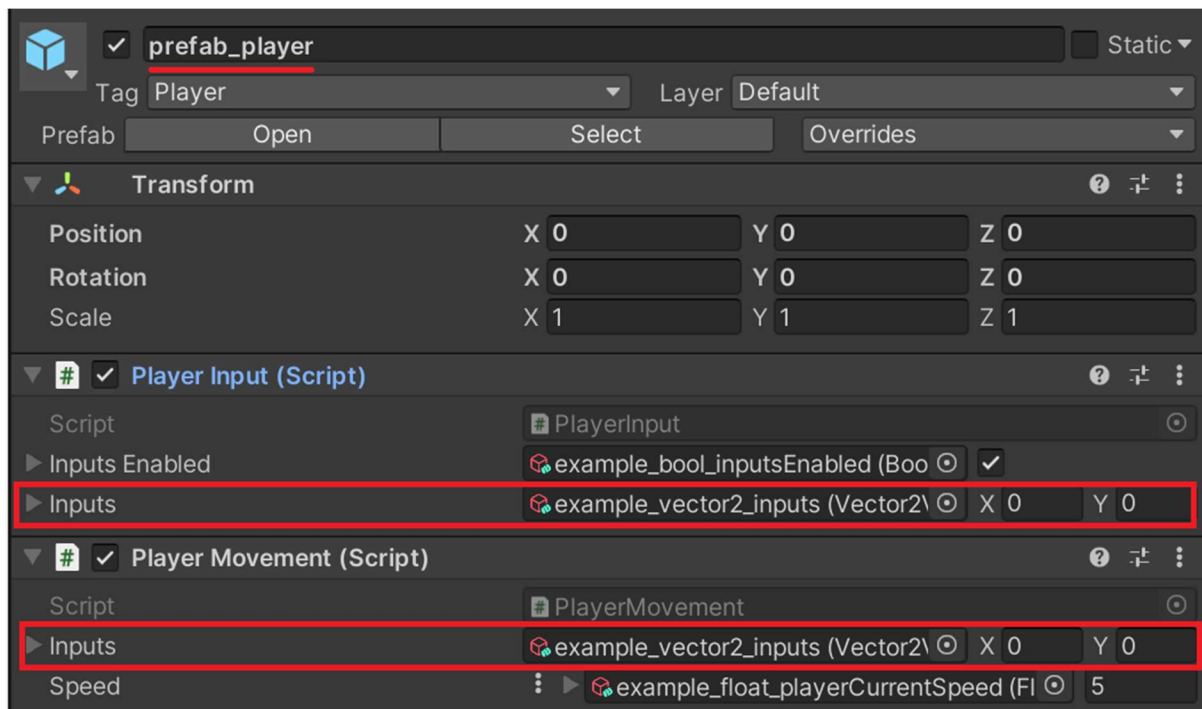 prefab_player Static
Tag Player Layer Default
Prefab Open Select Overrides
Transform
Position X 0 Y 0 Z 0
Rotation X 0 Y 0 Z 0
Scale X 1 Y 1 Z 1
# Player Input (Script)
Script # PlayerInput
Inputs Enabled example_bool_inputsEnabled (Boo
Inputs example_vector2_inputs (Vector2V X 0 Y 0
# Player Movement (Script)
Script # PlayerMovement
Inputs example_vector2_inputs (Vector2V X 0 Y 0
Speed example_float_playerCurrentSpeed (Fl 5